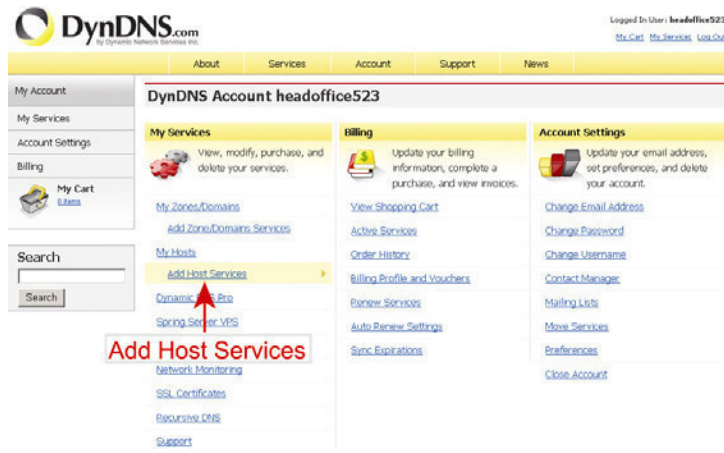 DynDNS.com
by Dynamic Network Services Inc.
Logged In User: headoffice523
My Cart My Services Log Out
About Services Account Support News
My Account
My Services
Account Settings
Billing
My Cart
0 items
Search
Search
DynDNS Account headoffice523
My Services
View, modify, purchase, and
delete your services.
My Zones/Domains
Add Zone/Domains Services
My Hosts
Add Host Services
Dynamic Pro
Spring Server VPS
Add Host Services
Network Monitoring
SSL Certificates
Recursive DNS
Support
Billing
Update your billing
information, complete a
purchase, and view invoices.
View Shopping Cart
Active Services
Order History
Billing Profile and Vouchers
Renew Services
Auto Renew Settings
Sync Expirations
Account Settings
Update your email address,
set preferences, and delete
your account.
Change Email Address
Change Password
Change Username
Contact Manager
Mailing Lists
Move Services
Preferences
Close Account